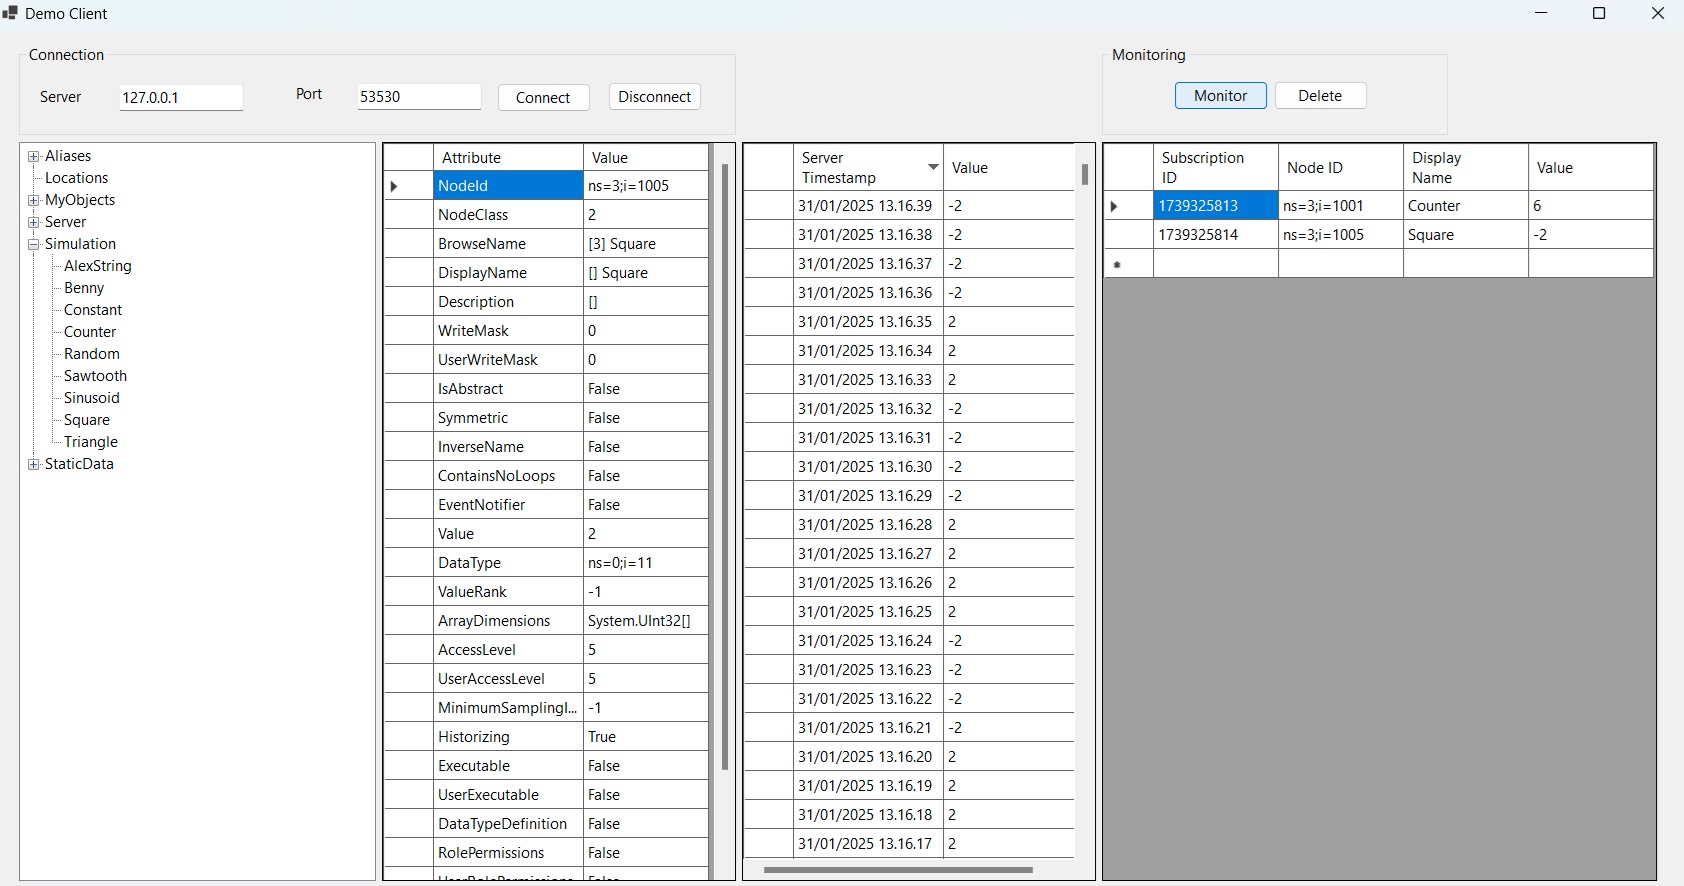 Demo Client
Connection
Server 127.0.0.1 Port 53530 Connect Disconnect
Monitoring
Monitor Delete
Aliases
Locations
MyObjects
Server
Simulation
AlexString
Benny
Constant
Counter
Random
Sawtooth
Sinusoid
Square
Triangle
StaticData
Attribute Value
NodeId ns=3;i=1005
NodeClass 2
BrowseName [3] Square
DisplayName [] Square
Description []
WriteMask 0
UserWriteMask 0
IsAbstract False
Symmetric False
InverseName False
ContainsNoLoops False
EventNotifier False
Value 2
DataType ns=0;i=11
ValueRank -1
ArrayDimensions System.UInt32[]
AccessLevel 5
UserAccessLevel 5
MinimumSamplingI... -1
Historizing True
Executable False
UserExecutable False
DataTypeDefinition False
RolePermissions False
UserRolePermissions False
Server
Timestamp Value
31/01/2025 13.16.39 -2
31/01/2025 13.16.38 -2
31/01/2025 13.16.37 -2
31/01/2025 13.16.36 -2
31/01/2025 13.16.35 2
31/01/2025 13.16.34 2
31/01/2025 13.16.33 2
31/01/2025 13.16.32 -2
31/01/2025 13.16.31 -2
31/01/2025 13.16.30 -2
31/01/2025 13.16.29 -2
31/01/2025 13.16.28 2
31/01/2025 13.16.27 2
31/01/2025 13.16.26 2
31/01/2025 13.16.25 2
31/01/2025 13.16.24 -2
31/01/2025 13.16.23 -2
31/01/2025 13.16.22 -2
31/01/2025 13.16.21 -2
31/01/2025 13.16.20 2
31/01/2025 13.16.19 2
31/01/2025 13.16.18 2
31/01/2025 13.16.17 2
Subscription
ID Node ID Display
Name Value
1739325813 ns=3;i=1001 Counter 6
1739325814 ns=3;i=1005 Square -2